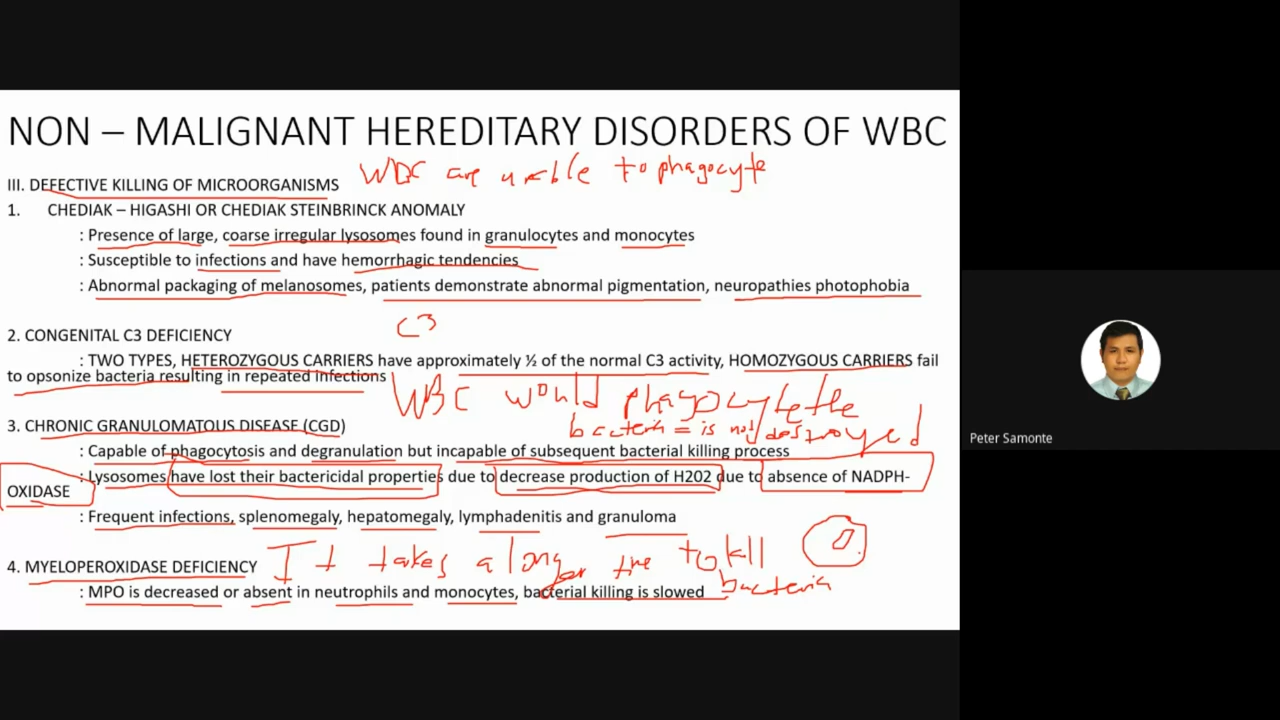 NON – MALIGNANT HEREDITARY DISORDERS OF WBC
WBC are unable to phagocyte
III. DEFECTIVE KILLING OF MICROORGANISMS
1. CHEDIAK – HIGASHI OR CHEDIAK STEINBRINCK ANOMALY
: Presence of large, coarse irregular lysosomes found in granulocytes and monocytes
: Susceptible to infections and have hemorrhagic tendencies
: Abnormal packaging of melanosomes, patients demonstrate abnormal pigmentation, neuropathies photophobia
C3
2. CONGENITAL C3 DEFICIENCY
: TWO TYPES, HETEROZYGOUS CARRIERS have approximately ½ of the normal C3 activity, HOMOZYGOUS CARRIERS fail
to opsonize bacteria resulting in repeated infections
WBC would phagocyte the
bacteria = is not destroyed
3. CHRONIC GRANULOMATOUS DISEASE (CGD)
: Capable of phagocytosis and degranulation but incapable of subsequent bacterial killing process
: Lysosomes have lost their bactericidal properties due to decrease production of H202 due to absence of NADPH-
OXIDASE
: Frequent infections, splenomegaly, hepatomegaly, lymphadenitis and granuloma
It takes a longer to kill
bacteria
4. MYELOPEROXIDASE DEFICIENCY
: MPO is decreased or absent in neutrophils and monocytes, bacterial killing is slowed
Peter Samonte